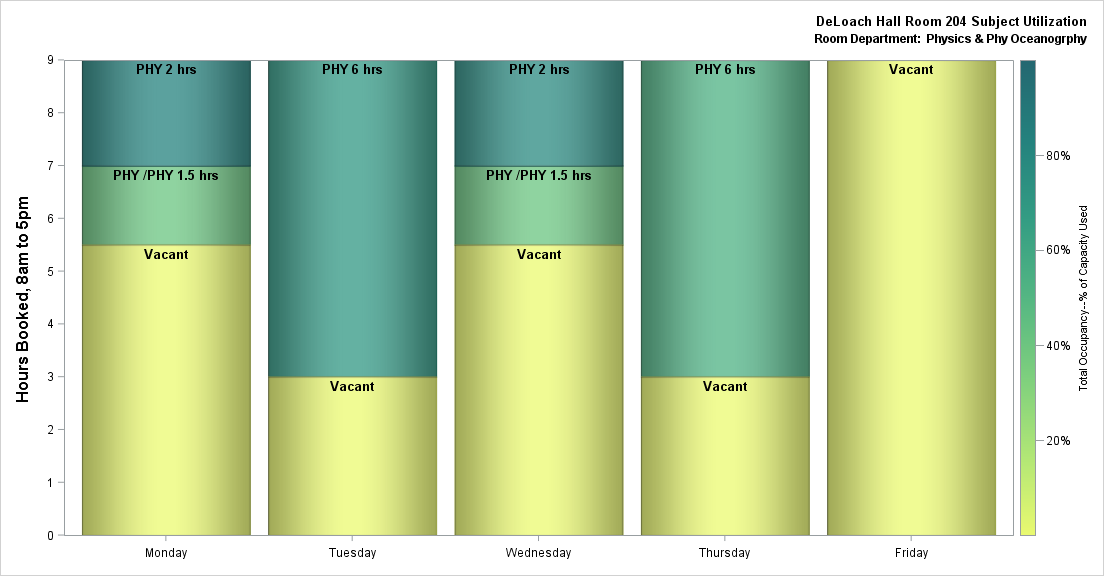 DeLoach Hall Room 204 Subject Utilization
Room Department: Physics & Phy Oceanogrphy
Hours Booked, 8am to 5pm
9
8
7
6
5
4
3
2
1
0
PHY 2 hrs
PHY /PHY 1.5 hrs
Vacant
PHY 6 hrs
Vacant
PHY 2 hrs
PHY /PHY 1.5 hrs
Vacant
PHY 6 hrs
Vacant
Vacant
Monday
Tuesday
Wednesday
Thursday
Friday
80%
60%
40%
20%
Total Occupancy--% of Capacity Used